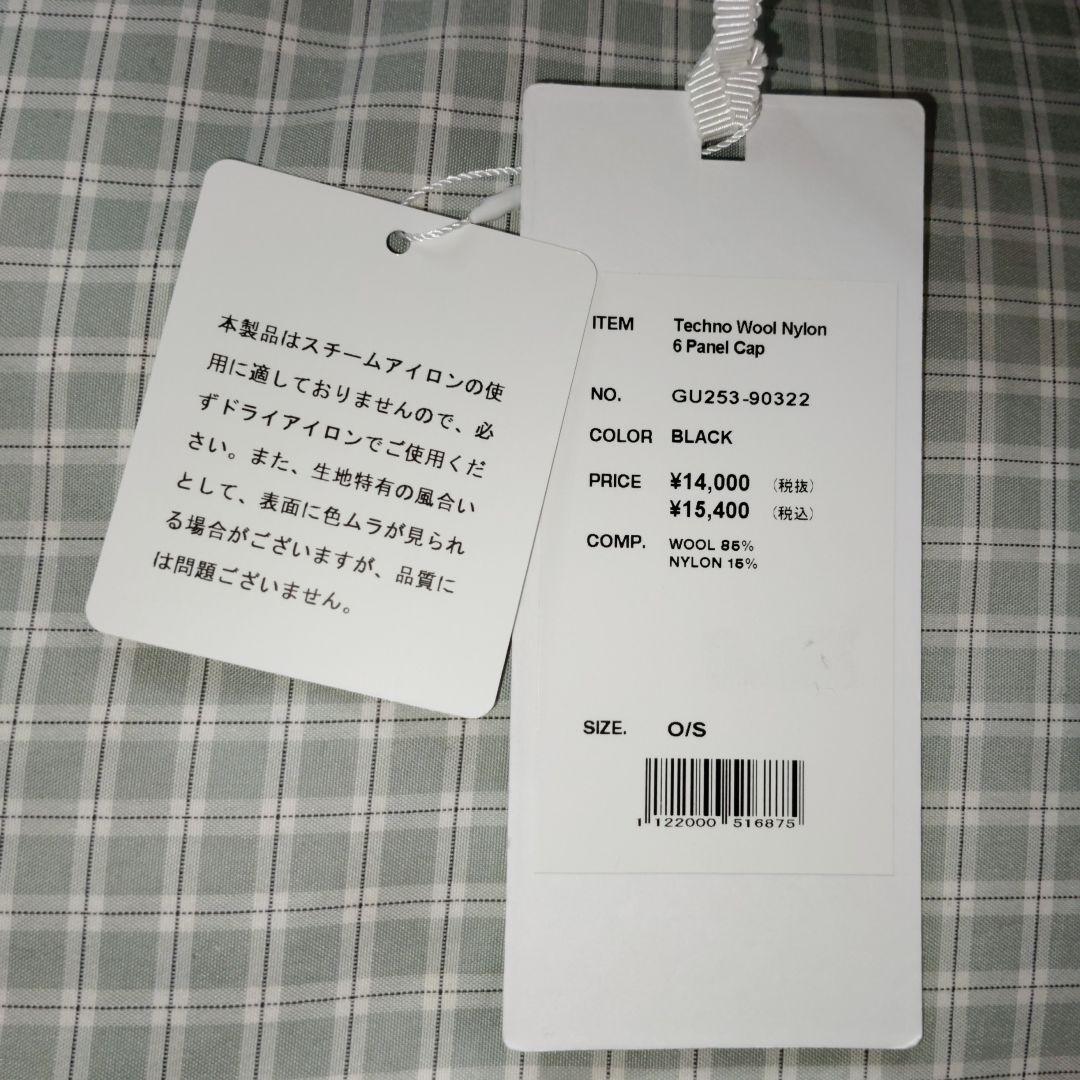 本製品はスチームアイロンの使
用に適しておりませんので、必
ずドライアイロンでご使用くだ
さい。また、生地特有の風合い
として、表面に色ムラが見られ
る場合がございますが、品質に
は問題ございません。
ITEM Techno Wool Nylon
6 Panel Cap
NO. GU253-90322
COLOR BLACK
PRICE ¥14,000 (税抜)
¥15,400 (税込)
COMP. WOOL 85%
NYLON 15%
SIZE. O/S
1 122000 516875